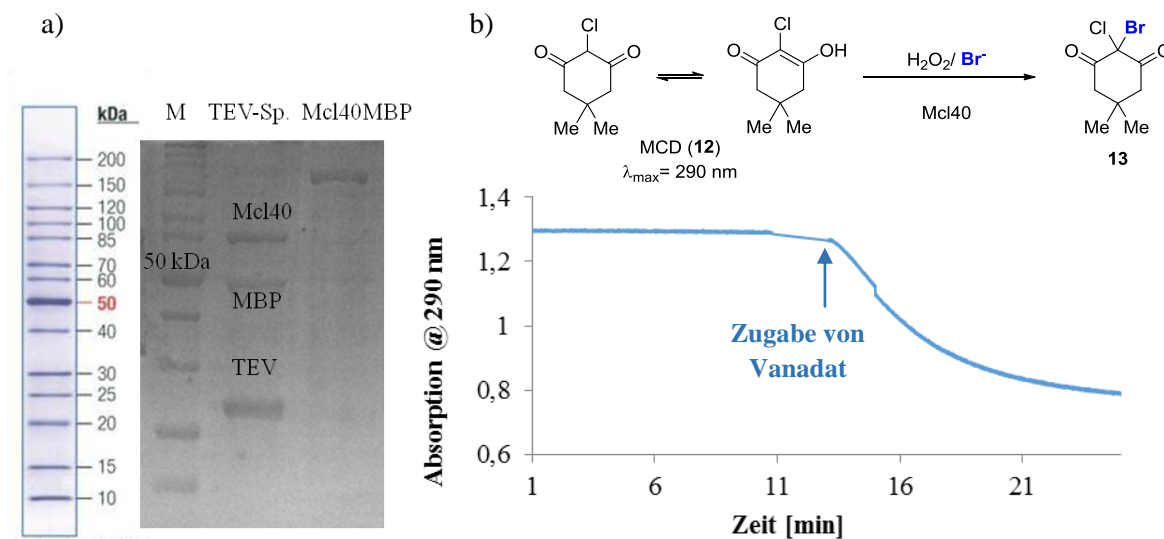 a)
kDa
200
150
120
100
85
70
60
50
40
30
25
20
15
10
M TEV-Sp. Mcl40MBP
Mcl40
50 kDa
MBP
TEV
b)
Cl
O O
Me Me
Cl
O OH
Me Me
MCD (12)
λmax= 290 nm
H2O2/ Br-
Mcl40
Cl Br
O O
Me Me
13
Absorption @ 290 nm
1,4
1,2
1
0,8
0,6
Zugabe von
Vanadat
1 6 11 16 21
Zeit [min]